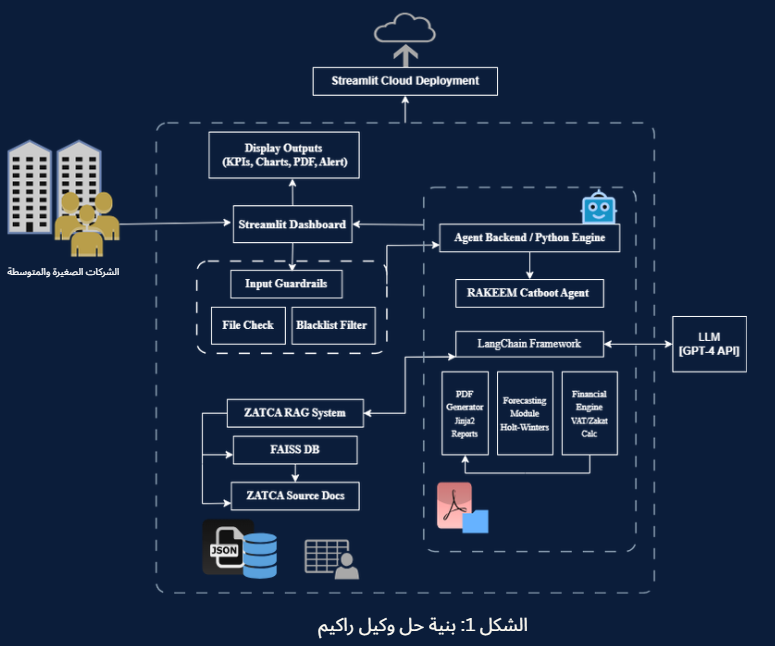 Streamlit Cloud Deployment
Display Outputs
(KPIs, Charts, PDF, Alert)
Streamlit Dashboard
الشركات الصغيرة والمتوسطة
Input Guardrails
File Check
Blacklist Filter
Agent Backend / Python Engine
RAKEEM Catboot Agent
LangChain Framework
LLM
[GPT-4 API]
PDF
Generator
Jinja2
Reports
Forecasting
Module
Holt-Winters
Financial
Engine
VAT/Zakat
Calc
ZATCA RAG System
FAISS DB
ZATCA Source Docs
JSON
الشكل 1: بنية حل وكيل راكيم